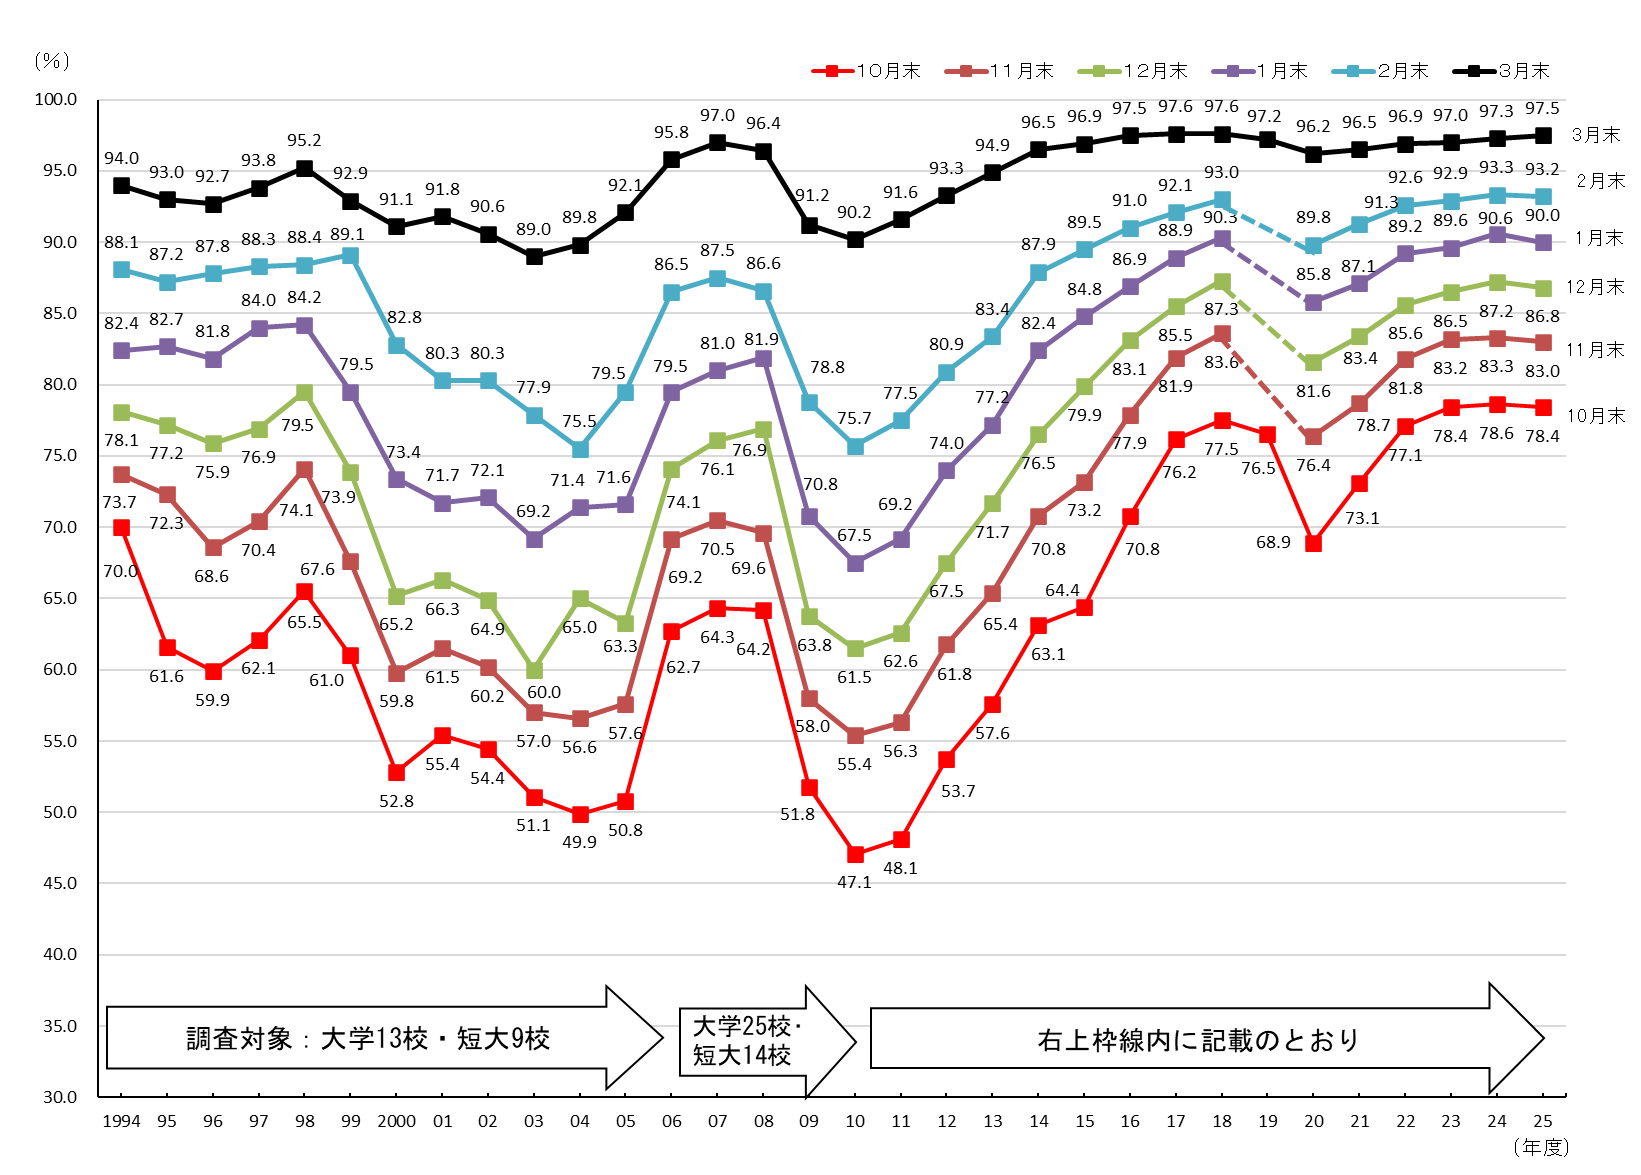 (%)
10月末 11月末 12月末 1月末 2月末 3月末
100.0
95.0
90.0
85.0
80.0
75.0
70.0
65.0
60.0
55.0
50.0
45.0
40.0
35.0
30.0
94.0 93.0 92.7 93.8 95.2 92.9 91.1 91.8 90.6 89.0 89.8 92.1 95.8 97.0 96.4 91.2 90.2 91.6 93.3 94.9 96.5 96.9 97.5 97.6 97.6 97.2 96.2 96.5 96.9 97.0 97.3 97.5
3月末
88.1 87.2 87.8 88.3 88.4 89.1 82.8 80.3 80.3 77.9 75.5 79.5 86.5 87.5 86.6 78.8 75.7 77.5 80.9 83.4 87.9 89.5 91.0 92.1 93.0 89.8 91.3 92.6 92.9 93.3 93.2
2月末
82.4 82.7 81.8 84.0 84.2 79.5 73.4 71.7 72.1 69.2 71.4 71.6 79.5 81.0 81.9 70.8 67.5 69.2 74.0 77.2 82.4 84.8 86.9 88.9 90.3 85.8 87.1 89.2 89.6 90.6 90.0
1月末
78.1 77.2 75.9 76.9 79.5 73.9 65.2 66.3 64.9 60.0 65.0 63.3 74.1 76.1 76.9 63.8 61.5 62.6 67.5 71.7 76.5 79.9 83.1 85.5 87.3 81.6 83.4 85.6 86.5 87.2 86.8
12月末
73.7 72.3 68.6 70.4 74.1 67.6 59.8 61.5 60.2 57.0 56.6 57.6 69.2 70.5 69.6 58.0 55.4 56.3 61.8 65.4 70.8 73.2 77.9 81.9 83.6 76.4 78.7 81.8 83.2 83.3 83.0
11月末
70.0 61.6 59.9 62.1 65.5 61.0 52.8 55.4 54.4 51.1 49.9 50.8 62.7 64.3 64.2 51.8 47.1 48.1 53.7 57.6 63.1 64.4 70.8 76.2 77.5 76.5 68.9 73.1 77.1 78.4 78.6 78.4
10月末
調査対象：大学13校・短大9校
大学25校・
短大14校
右上枠線内に記載のとおり
1994 95 96 97 98 99 2000 01 02 03 04 05 06 07 08 09 10 11 12 13 14 15 16 17 18 19 20 21 22 23 24 25
(年度)